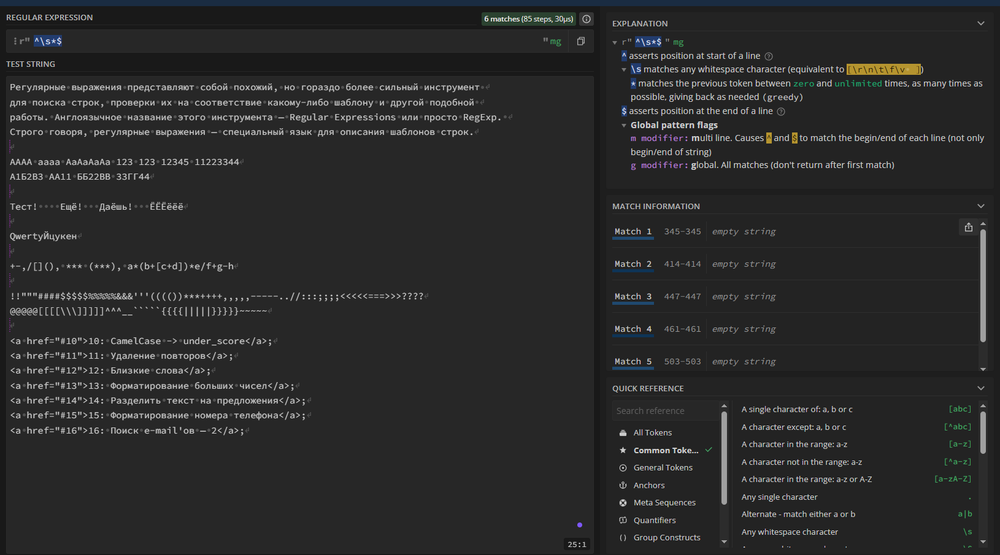 REGULAR EXPRESSION
6 matches (85 steps, 30μs)
r" ^\s*$ " mg
TEST STRING
Регулярные выражения представляют собой похожий, но гораздо более сильный инструмент
для поиска строк, проверки их на соответствие какому-либо шаблону и другой подобной
работы. Англоязычное название этого инструмента — Regular Expressions или просто RegExp.
Строго говоря, регулярные выражения — специальный язык для описания шаблонов строк.
АААА аааа АаАаАаАа 123 123 12345 11223344
А1Б2В3 АА11 ББ22ВВ 33ГГ44
Тест!    Ещё!   Даёшь!   ЁЁЁёёё
QwertyЙцукен
+-,/[](), *** (***), a*(b+[c+d])*e/f+g-h
!!"""####$$$$$%%%%%&&&'''(((())***++++,,,,,-----..//:::;;;;<<<<<===>>>????
@@@@@[[[[\\\]]]]]^^^__`````{{{{|||||}}}}}~~~~~
<a href="#10">10: CamelCase -> under_score</a>;
<a href="#11">11: Удаление повторов</a>;
<a href="#12">12: Близкие слова</a>;
<a href="#13">13: Форматирование больших чисел</a>;
<a href="#14">14: Разделить текст на предложения</a>;
<a href="#15">15: Форматирование номера телефона</a>;
<a href="#16">16: Поиск e-mail'ов — 2</a>;
25:1
EXPLANATION
r" ^\s*$ " mg
^ asserts position at start of a line
\s matches any whitespace character (equivalent to [\r\n\t\f\v ])
* matches the previous token between zero and unlimited times, as many times as
possible, giving back as needed (greedy)
$ asserts position at the end of a line
Global pattern flags
m modifier: multi line. Causes ^ and $ to match the begin/end of each line (not only
begin/end of string)
g modifier: global. All matches (don't return after first match)
MATCH INFORMATION
Match 1 345-345 empty string
Match 2 414-414 empty string
Match 3 447-447 empty string
Match 4 461-461 empty string
Match 5 503-503 empty string
QUICK REFERENCE
Search reference
All Tokens
Common Toke...
General Tokens
Anchors
Meta Sequences
Quantifiers
Group Constructs
A single character of: a, b or c [abc]
A character except: a, b or c [^abc]
A character in the range: a-z [a-z]
A character not in the range: a-z [^a-z]
A character in the range: a-z or A-Z [a-zA-Z]
Any single character .
Alternate - match either a or b a|b
Any whitespace character \s